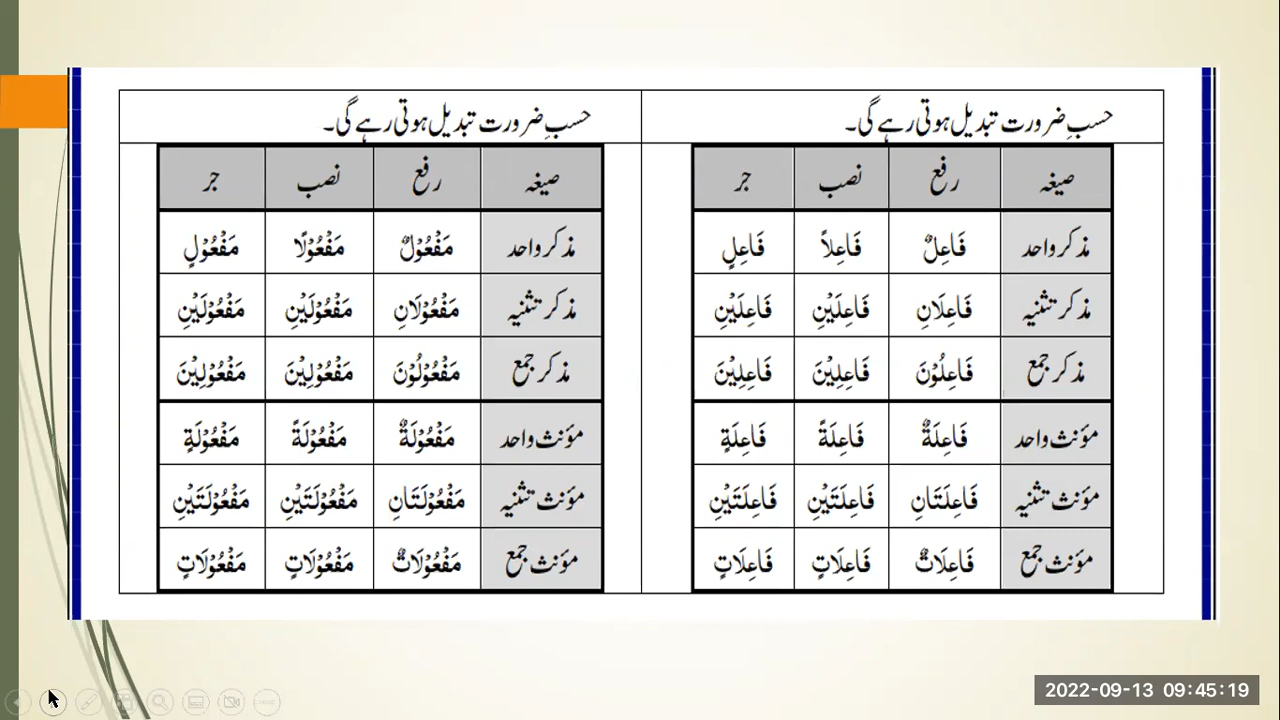 حسبِ ضرورت تبدیل ہوتی رہے گی۔
صیغہ رفع نصب جر
مذکر واحد فَاعِلٌ فَاعِلاً فَاعِلٍ
مذکر تثنیہ فَاعِلَانِ فَاعِلَيْنِ فَاعِلَيْنِ
مذکر جمع فَاعِلُوْنَ فَاعِلِيْنَ فَاعِلِيْنَ
مؤنث واحد فَاعِلَةٌ فَاعِلَةً فَاعِلَةٍ
مؤنث تثنیہ فَاعِلَتَانِ فَاعِلَتَيْنِ فَاعِلَتَيْنِ
مؤنث جمع فَاعِلَاتٌ فَاعِلَاتٍ فَاعِلَاتٍ
حسبِ ضرورت تبدیل ہوتی رہے گی۔
صیغہ رفع نصب جر
مذکر واحد مَفْعُوْلٌ مَفْعُوْلًا مَفْعُوْلٍ
مذکر تثنیہ مَفْعُوْلَانِ مَفْعُوْلَيْنِ مَفْعُوْلَيْنِ
مذکر جمع مَفْعُوْلُوْنَ مَفْعُوْلِيْنَ مَفْعُوْلِيْنَ
مؤنث واحد مَفْعُوْلَةٌ مَفْعُوْلَةً مَفْعُوْلَةٍ
مؤنث تثنیہ مَفْعُوْلَتَانِ مَفْعُوْلَتَيْنِ مَفْعُوْلَتَيْنِ
مؤنث جمع مَفْعُوْلَاتٌ مَفْعُوْلَاتٍ مَفْعُوْلَاتٍ
2022-09-13 09:45:19